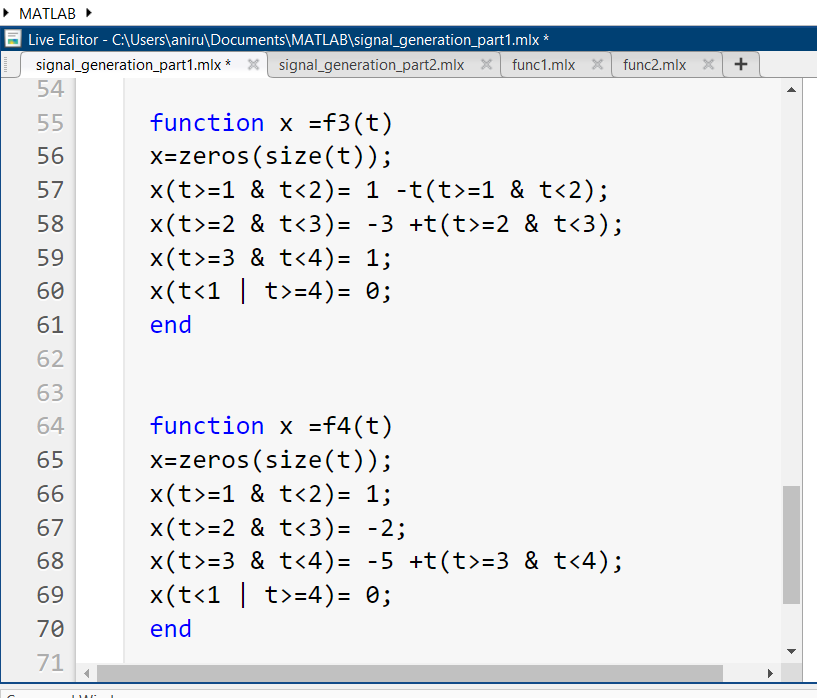 MATLAB
Live Editor - C:\Users\aniru\Documents\MATLAB\signal_generation_part1.mlx *
signal_generation_part1.mlx * signal_generation_part2.mlx func1.mlx func2.mlx
54
55 function x =f3(t)
56 x=zeros(size(t));
57 x(t>=1 & t<2)= 1 -t(t>=1 & t<2);
58 x(t>=2 & t<3)= -3 +t(t>=2 & t<3);
59 x(t>=3 & t<4)= 1;
60 x(t<1 | t>=4)= 0;
61 end
62
63
64 function x =f4(t)
65 x=zeros(size(t));
66 x(t>=1 & t<2)= 1;
67 x(t>=2 & t<3)= -2;
68 x(t>=3 & t<4)= -5 +t(t>=3 & t<4);
69 x(t<1 | t>=4)= 0;
70 end
71